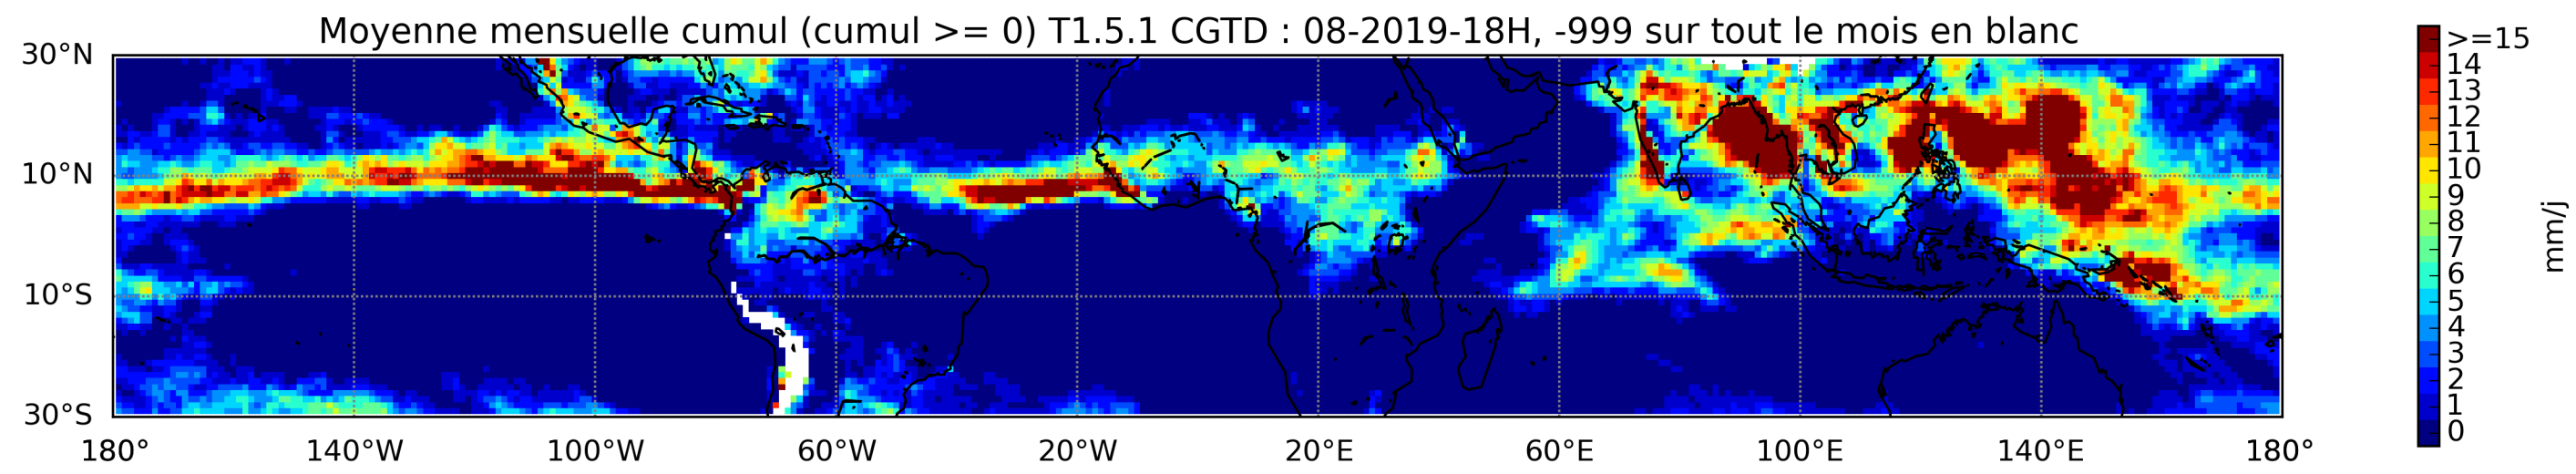 Moyenne mensuelle cumul (cumul >= 0) T1.5.1 CGTD : 08-2019-18H, -999 sur tout le mois en blanc
30°N
10°N
10°S
30°S
180°
140°W
100°W
60°W
20°W
20°E
60°E
100°E
140°E
180°
>=15
14
13
12
11
10
9
8
7
6
5
4
3
2
1
0
mm/j